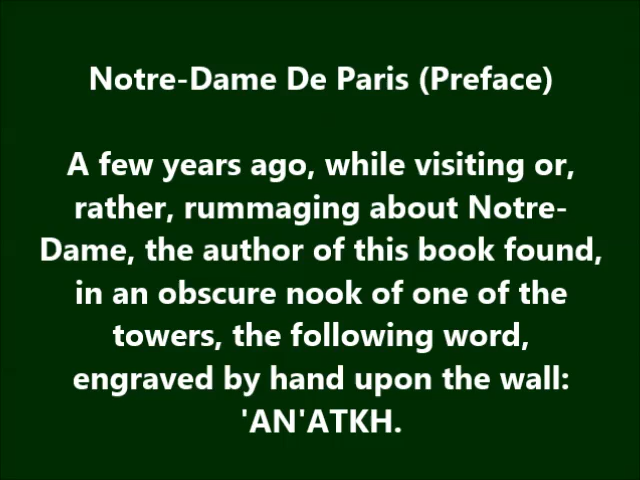 Notre-Dame De Paris (Preface)
A few years ago, while visiting or,
rather, rummaging about Notre-
Dame, the author of this book found,
in an obscure nook of one of the
towers, the following word,
engraved by hand upon the wall:
'AN'ATKH.